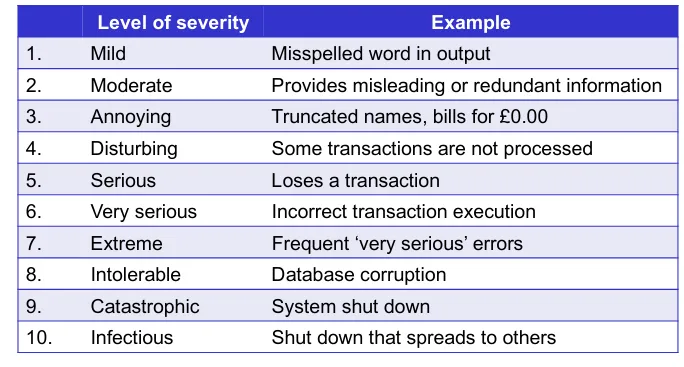 Level of severity Example
1. Mild Misspelled word in output
2. Moderate Provides misleading or redundant information
3. Annoying Truncated names, bills for £0.00
4. Disturbing Some transactions are not processed
5. Serious Loses a transaction
6. Very serious Incorrect transaction execution
7. Extreme Frequent ‘very serious’ errors
8. Intolerable Database corruption
9. Catastrophic System shut down
10. Infectious Shut down that spreads to others